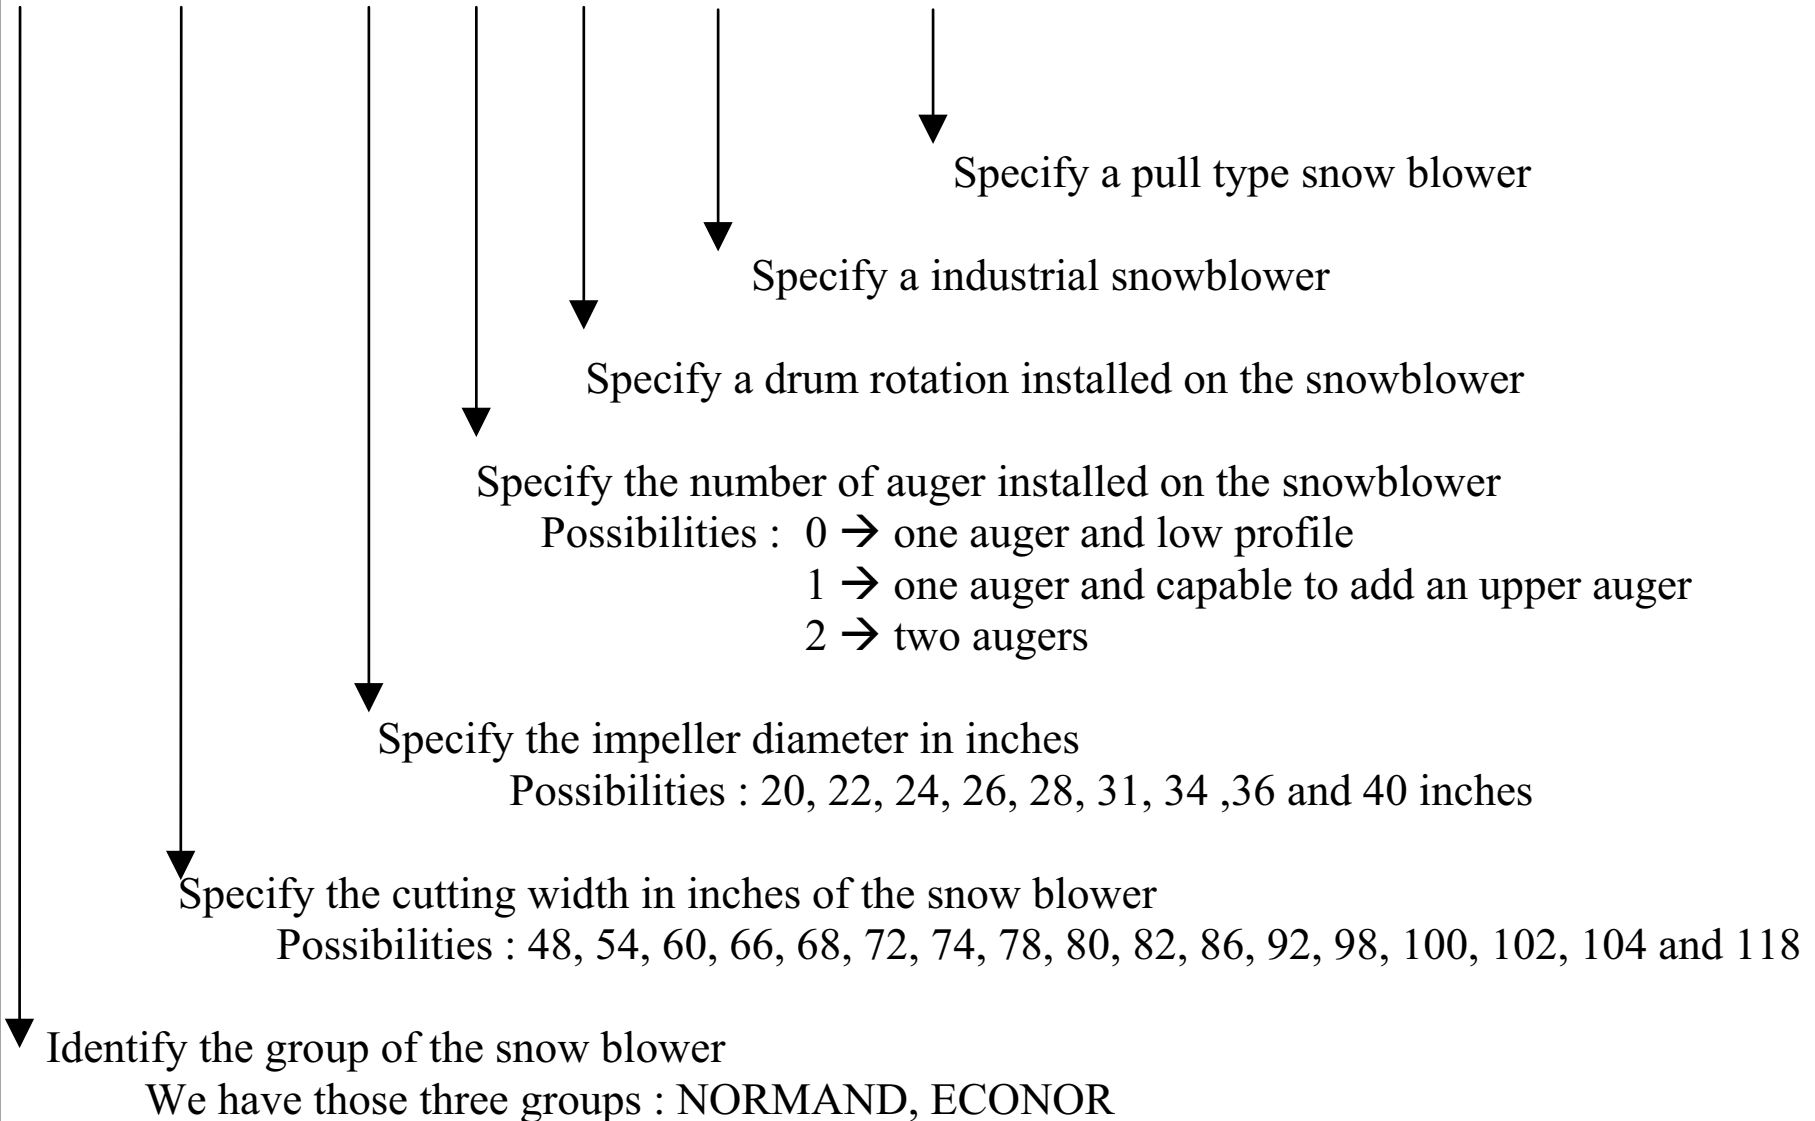 Specify a pull type snow blower
Specify a industrial snowblower
Specify a drum rotation installed on the snowblower
Specify the number of auger installed on the snowblower
Possibilities : 0 → one auger and low profile
1 → one auger and capable to add an upper auger
2 → two augers
Specify the impeller diameter in inches
Possibilities : 20, 22, 24, 26, 28, 31, 34 ,36 and 40 inches
Specify the cutting width in inches of the snow blower
Possibilities : 48, 54, 60, 66, 68, 72, 74, 78, 80, 82, 86, 92, 98, 100, 102, 104 and 118
Identify the group of the snow blower
We have those three groups : NORMAND, ECONOR